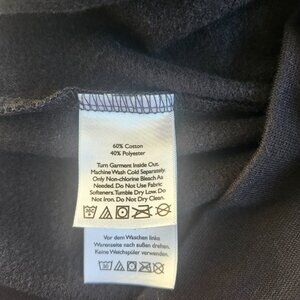 60% Cotton
40% Polyester
Turn Garment Inside Out.
Machine Wash Cold Separately.
Only Non-chlorine Bleach As
Needed. Do Not Use Fabric
Softeners. Tumble Dry Low. Do
Not Iron. Do Not Dry Clean.
Vor dem Waschen links
Warenseite nach außen drehen.
Keine Weichspüler verwenden.